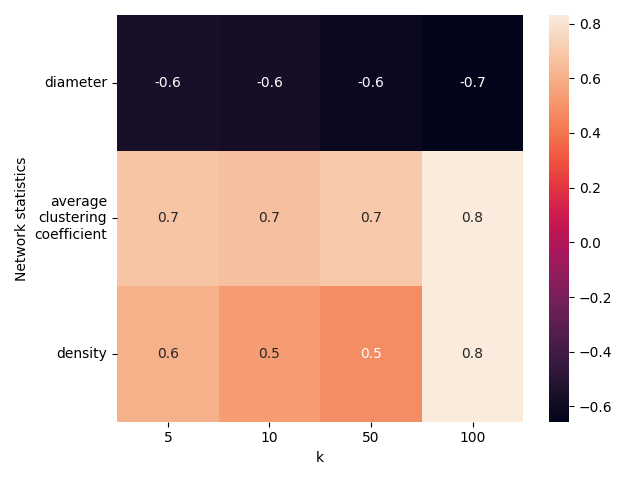 Network statistics
diameter
-0.6 -0.6 -0.6 -0.7
average
clustering
coefficient
0.7 0.7 0.7 0.8
density
0.6 0.5 0.5 0.8
5 10 50 100
k
0.8
0.6
0.4
0.2
0.0
−0.2
−0.4
−0.6